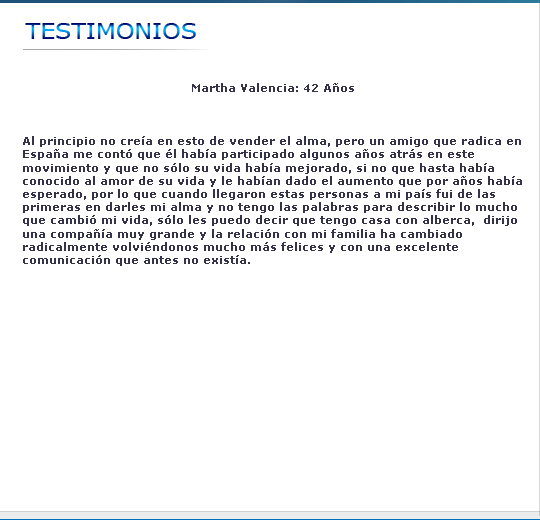 TESTIMONIOS
Martha Valencia: 42 Años
Al principio no creía en esto de vender el alma, pero un amigo que radica en
España me contó que él había participado algunos años atrás en este
movimiento y que no sólo su vida había mejorado, si no que hasta había
conocido al amor de su vida y le habían dado el aumento que por años había
esperado, por lo que cuando llegaron estas personas a mi país fui de las
primeras en darles mi alma y no tengo las palabras para describir lo mucho
que cambió mi vida, sólo les puedo decir que tengo casa con alberca, dirijo
una compañía muy grande y la relación con mi familia ha cambiado
radicalmente volviéndonos mucho más felices y con una excelente
comunicación que antes no existía.